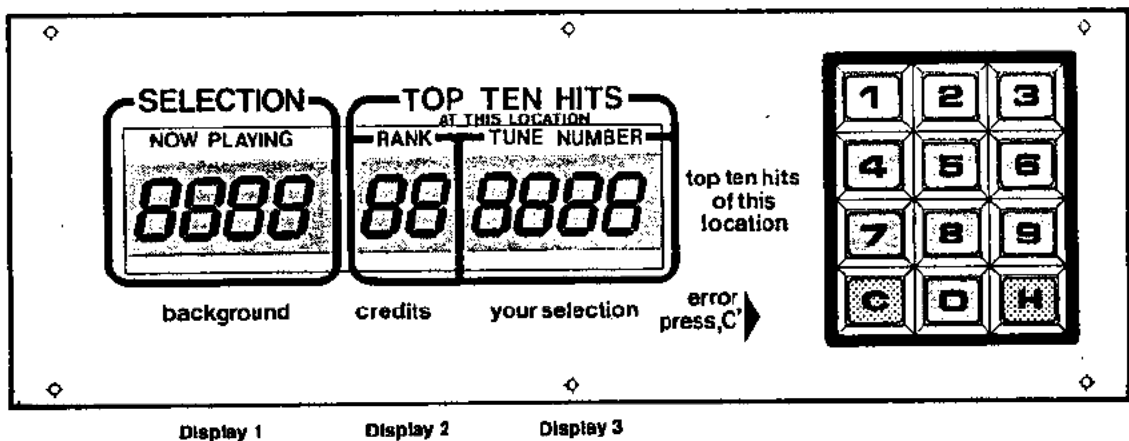 SELECTION
TOP TEN HITS
AT THIS LOCATION
NOW PLAYING
RANK
TUNE NUMBER
8888
88
8888
top ten hits
of this
location
background
credits
your selection
error
press,C'
1 2 3
4 5 6
7 8 9
C 0 H
Display 1
Display 2
Display 3